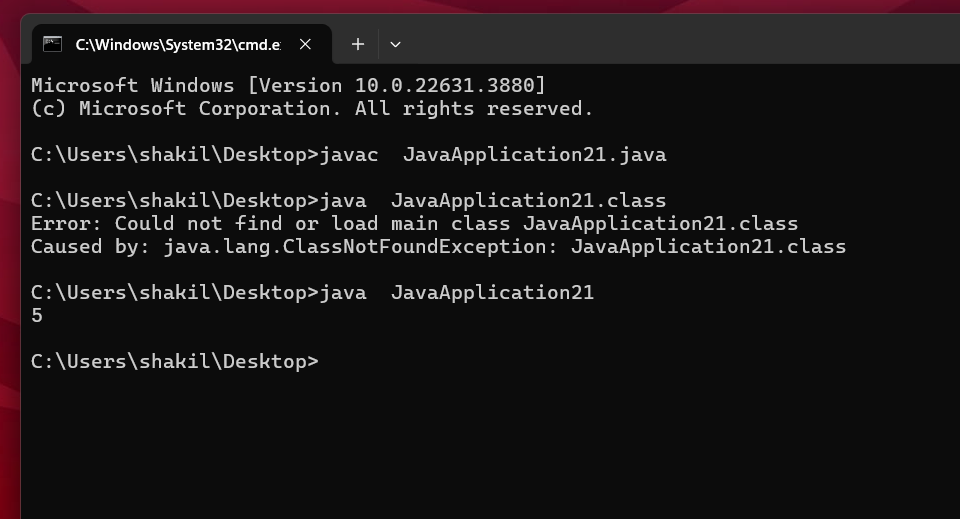 C:\Windows\System32\cmd.e
Microsoft Windows [Version 10.0.22631.3880]
(c) Microsoft Corporation. All rights reserved.
C:\Users\shakil\Desktop>javac  JavaApplication21.java
C:\Users\shakil\Desktop>java  JavaApplication21.class
Error: Could not find or load main class JavaApplication21.class
Caused by: java.lang.ClassNotFoundException: JavaApplication21.class
C:\Users\shakil\Desktop>java  JavaApplication21
5
C:\Users\shakil\Desktop>